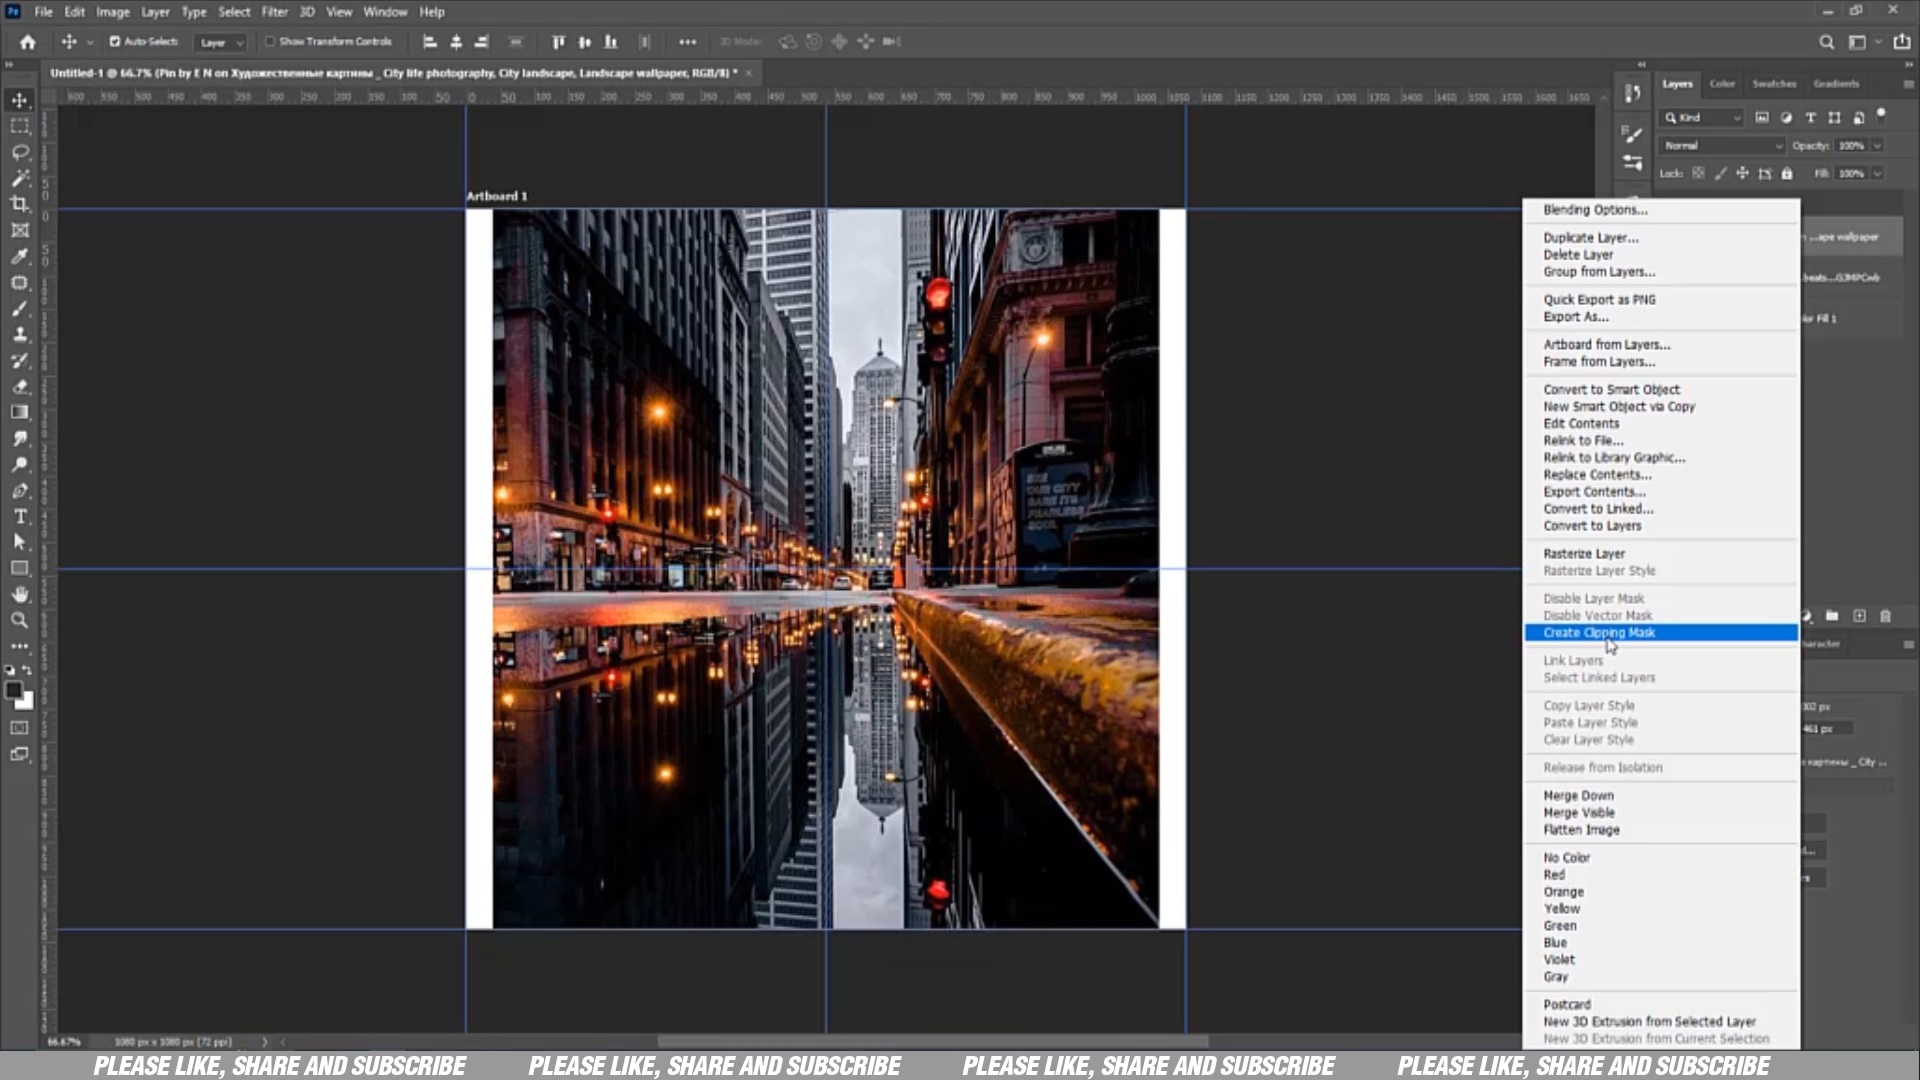 Ps File Edit Image Layer Type Select Filter 3D View Window Help
Auto-Select: Layer Show Transform Controls 3D Mode:
Untitled-1 @ 66.7% (Pin by E N on Художественные картины _ City life photography, City landscape, Landscape wallpaper, RGB/8) *
Layers Color Swatches Gradients
Kind
Normal Opacity: 100%
Lock: Fill: 100%
Artboard 1
Blending Options...
Duplicate Layer...
Delete Layer
Group from Layers...
Quick Export as PNG
Export As...
Artboard from Layers...
Frame from Layers...
Convert to Smart Object
New Smart Object via Copy
Edit Contents
Relink to File...
Relink to Library Graphic...
Replace Contents...
Export Contents...
Convert to Linked...
Convert to Layers
Rasterize Layer
Rasterize Layer Style
Disable Layer Mask
Disable Vector Mask
Create Clipping Mask
Link Layers
Select Linked Layers
Copy Layer Style
Paste Layer Style
Clear Layer Style
Release from Isolation
Merge Down
Merge Visible
Flatten Image
No Color
Red
Orange
Yellow
Green
Blue
Violet
Gray
Postcard
New 3D Extrusion from Selected Layer
New 3D Extrusion from Current Selection
...ape wallpaper
beats...G3MPCwb
lor Fill 1
haracter
302 px
461 px
картины _ City ...
SEE
OUR CITY
BARE ITS
FEARLESS
SOUL
66.67% 1080 px x 1080 px (72 ppi)
PLEASE LIKE, SHARE AND SUBSCRIBE PLEASE LIKE, SHARE AND SUBSCRIBE PLEASE LIKE, SHARE AND SUBSCRIBE PLEASE LIKE, SHARE AND SUBSCRIBE